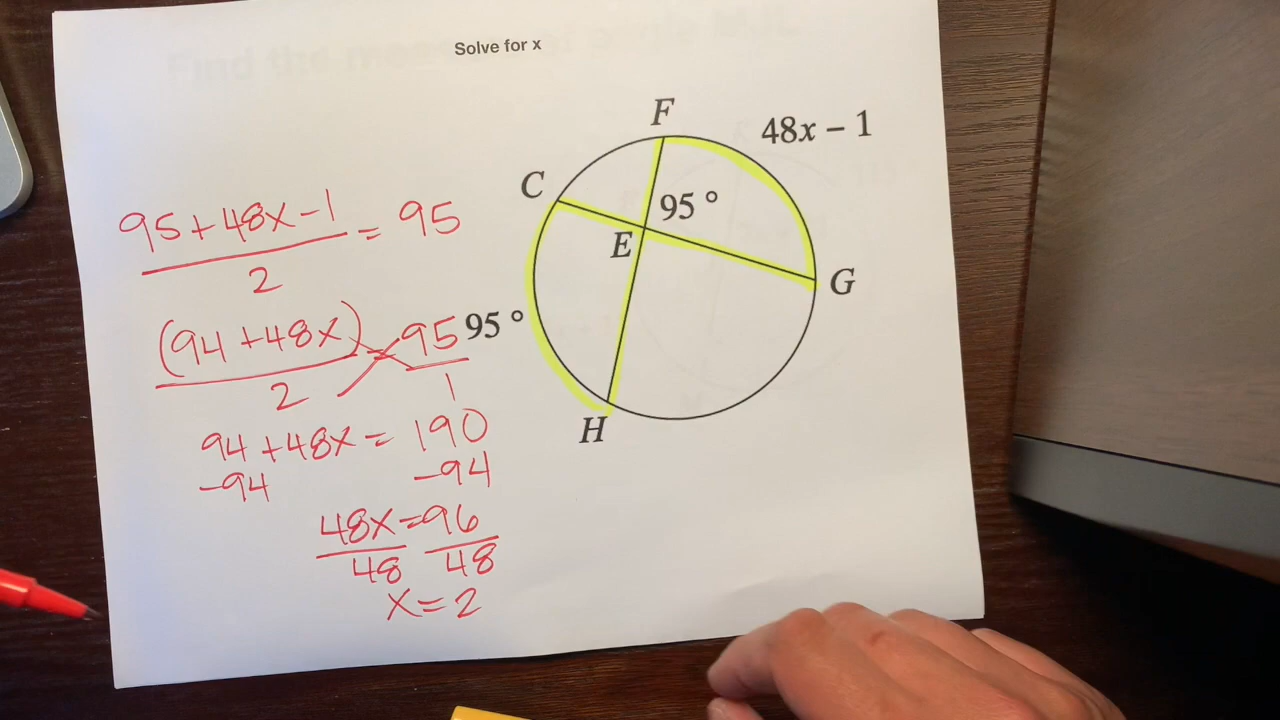 Solve for x
F
48x − 1
C
95 °
E
G
95 °
H
95+48x-1 = 95
2
(94+48x) = 95
2 1
94+48x = 190
-94 -94
48x=96
48 48
x=2